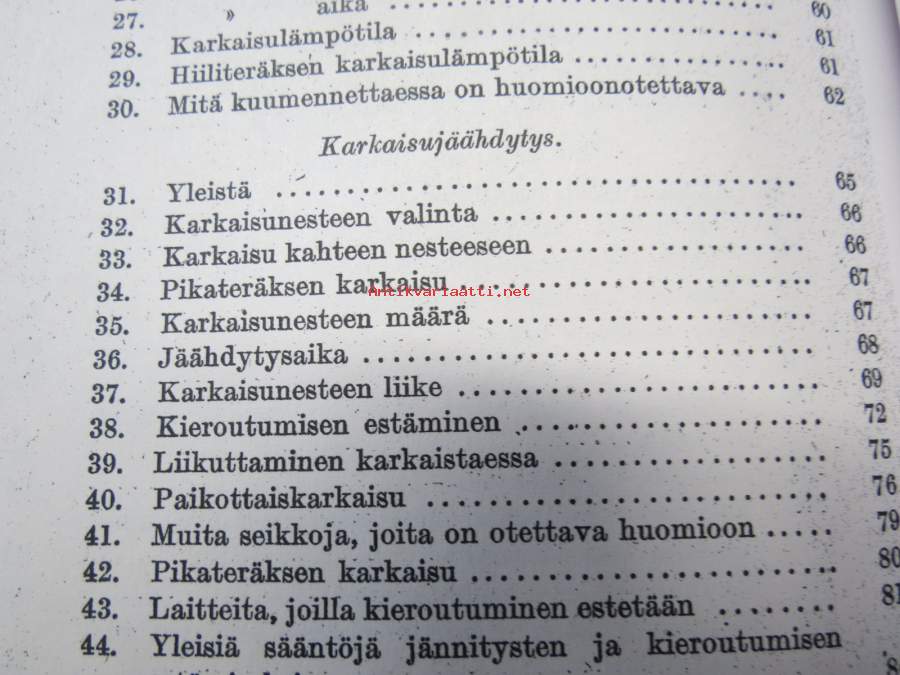 27. » aika ........ 60
28. Karkaisulämpötila ........ 61
29. Hiiliteräksen karkaisulämpötila ........ 61
30. Mitä kuumennettaessa on huomioonotettava .... 62
Karkaisujäähdytys.
31. Yleistä ........ 65
32. Karkaisunesteen valinta ........ 66
33. Karkaisu kahteen nesteeseen ........ 66
34. Pikateräksen karkaisu ........ 67
Antikvariaatti.net
35. Karkaisunesteen määrä ........ 67
36. Jäähdytysaika ........ 68
37. Karkaisunesteen liike ........ 69
38. Kieroutumisen estäminen ........ 72
39. Liikuttaminen karkaistaessa ........ 75
40. Paikottaiskarkaisu ........ 76
41. Muita seikkoja, joita on otettava huomioon ..... 79
42. Pikateräksen karkaisu ........ 80
43. Laitteita, joilla kieroutuminen estetään ........ 81
44. Yleisiä sääntöjä jännitysten ja kieroutumisen